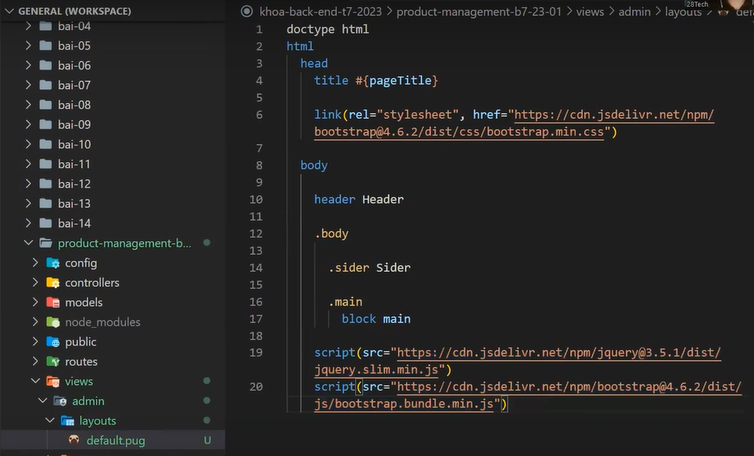 GENERAL (WORKSPACE)
bai-04
bai-05
bai-06
bai-07
bai-08
bai-09
bai-10
bai-11
bai-12
bai-13
bai-14
product-management-b...
config
controllers
models
node_modules
public
routes
views
admin
layouts
default.pug U
khoa-back-end-t7-2023 > product-management-b7-23-01 > views > admin > layouts >
28Tech
1 doctype html
2 html
3 head
4 title #{pageTitle}
5
6 link(rel="stylesheet", href="https://cdn.jsdelivr.net/npm/
bootstrap@4.6.2/dist/css/bootstrap.min.css")
7
8 body
9
10 header Header
11
12 .body
13
14 .sider Sider
15
16 .main
17 block main
18
19 script(src="https://cdn.jsdelivr.net/npm/jquery@3.5.1/dist/
jquery.slim.min.js")
20 script(src="https://cdn.jsdelivr.net/npm/bootstrap@4.6.2/dist/
js/bootstrap.bundle.min.js")